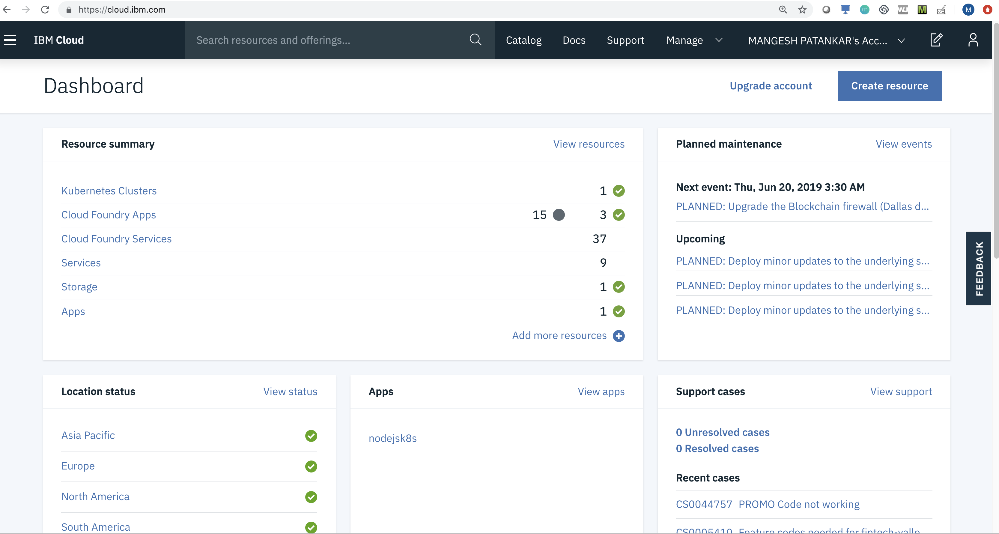 https://cloud.ibm.com
M
IBM Cloud
Search resources and offerings...
Catalog
Docs
Support
Manage
MANGESH PATANKAR's Acc...
Dashboard
Upgrade account
Create resource
Resource summary
View resources
Kubernetes Clusters 1
Cloud Foundry Apps 15 3
Cloud Foundry Services 37
Services 9
Storage 1
Apps 1
Add more resources
Planned maintenance
View events
Next event: Thu, Jun 20, 2019 3:30 AM
PLANNED: Upgrade the Blockchain firewall (Dallas d...
Upcoming
PLANNED: Deploy minor updates to the underlying s...
PLANNED: Deploy minor updates to the underlying s...
PLANNED: Deploy minor updates to the underlying s...
FEEDBACK
Location status
View status
Asia Pacific
Europe
North America
South America
Apps
View apps
nodejsk8s
Support cases
View support
0 Unresolved cases
0 Resolved cases
Recent cases
CS0044757 PROMO Code not working
CS0005410 Feature codes needed for fintech-valle